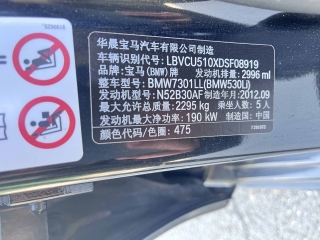 华晨宝马汽车有限公司制造
车辆识别代号: LBVCU510XDSF08919
品牌: 宝马(BMW)牌 发动机排量: 2996 ml
整车型号: BMW7301LL(BMW530Li)
发动机型号: N52B30AF 制造年月: 2012.09
最大允许总质量: 2295 kg 乘坐人数: 5 人
发动机最大净功率: 190 kW 制造国: 中国
颜色代码/色圈: 475